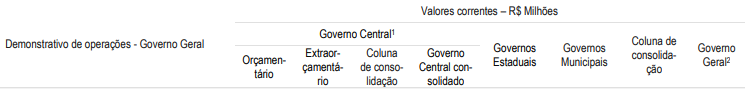 Valores correntes – R$ Milhões
Demonstrativo de operações - Governo Geral
Governo Central¹
Orçamen-
tário
Extraor-
çamentá-
rio
Coluna
de conso-
lidação
Governo
Central con-
solidado
Governos
Estaduais
Governos
Municipais
Coluna de
consolida-
ção
Governo
Geral²